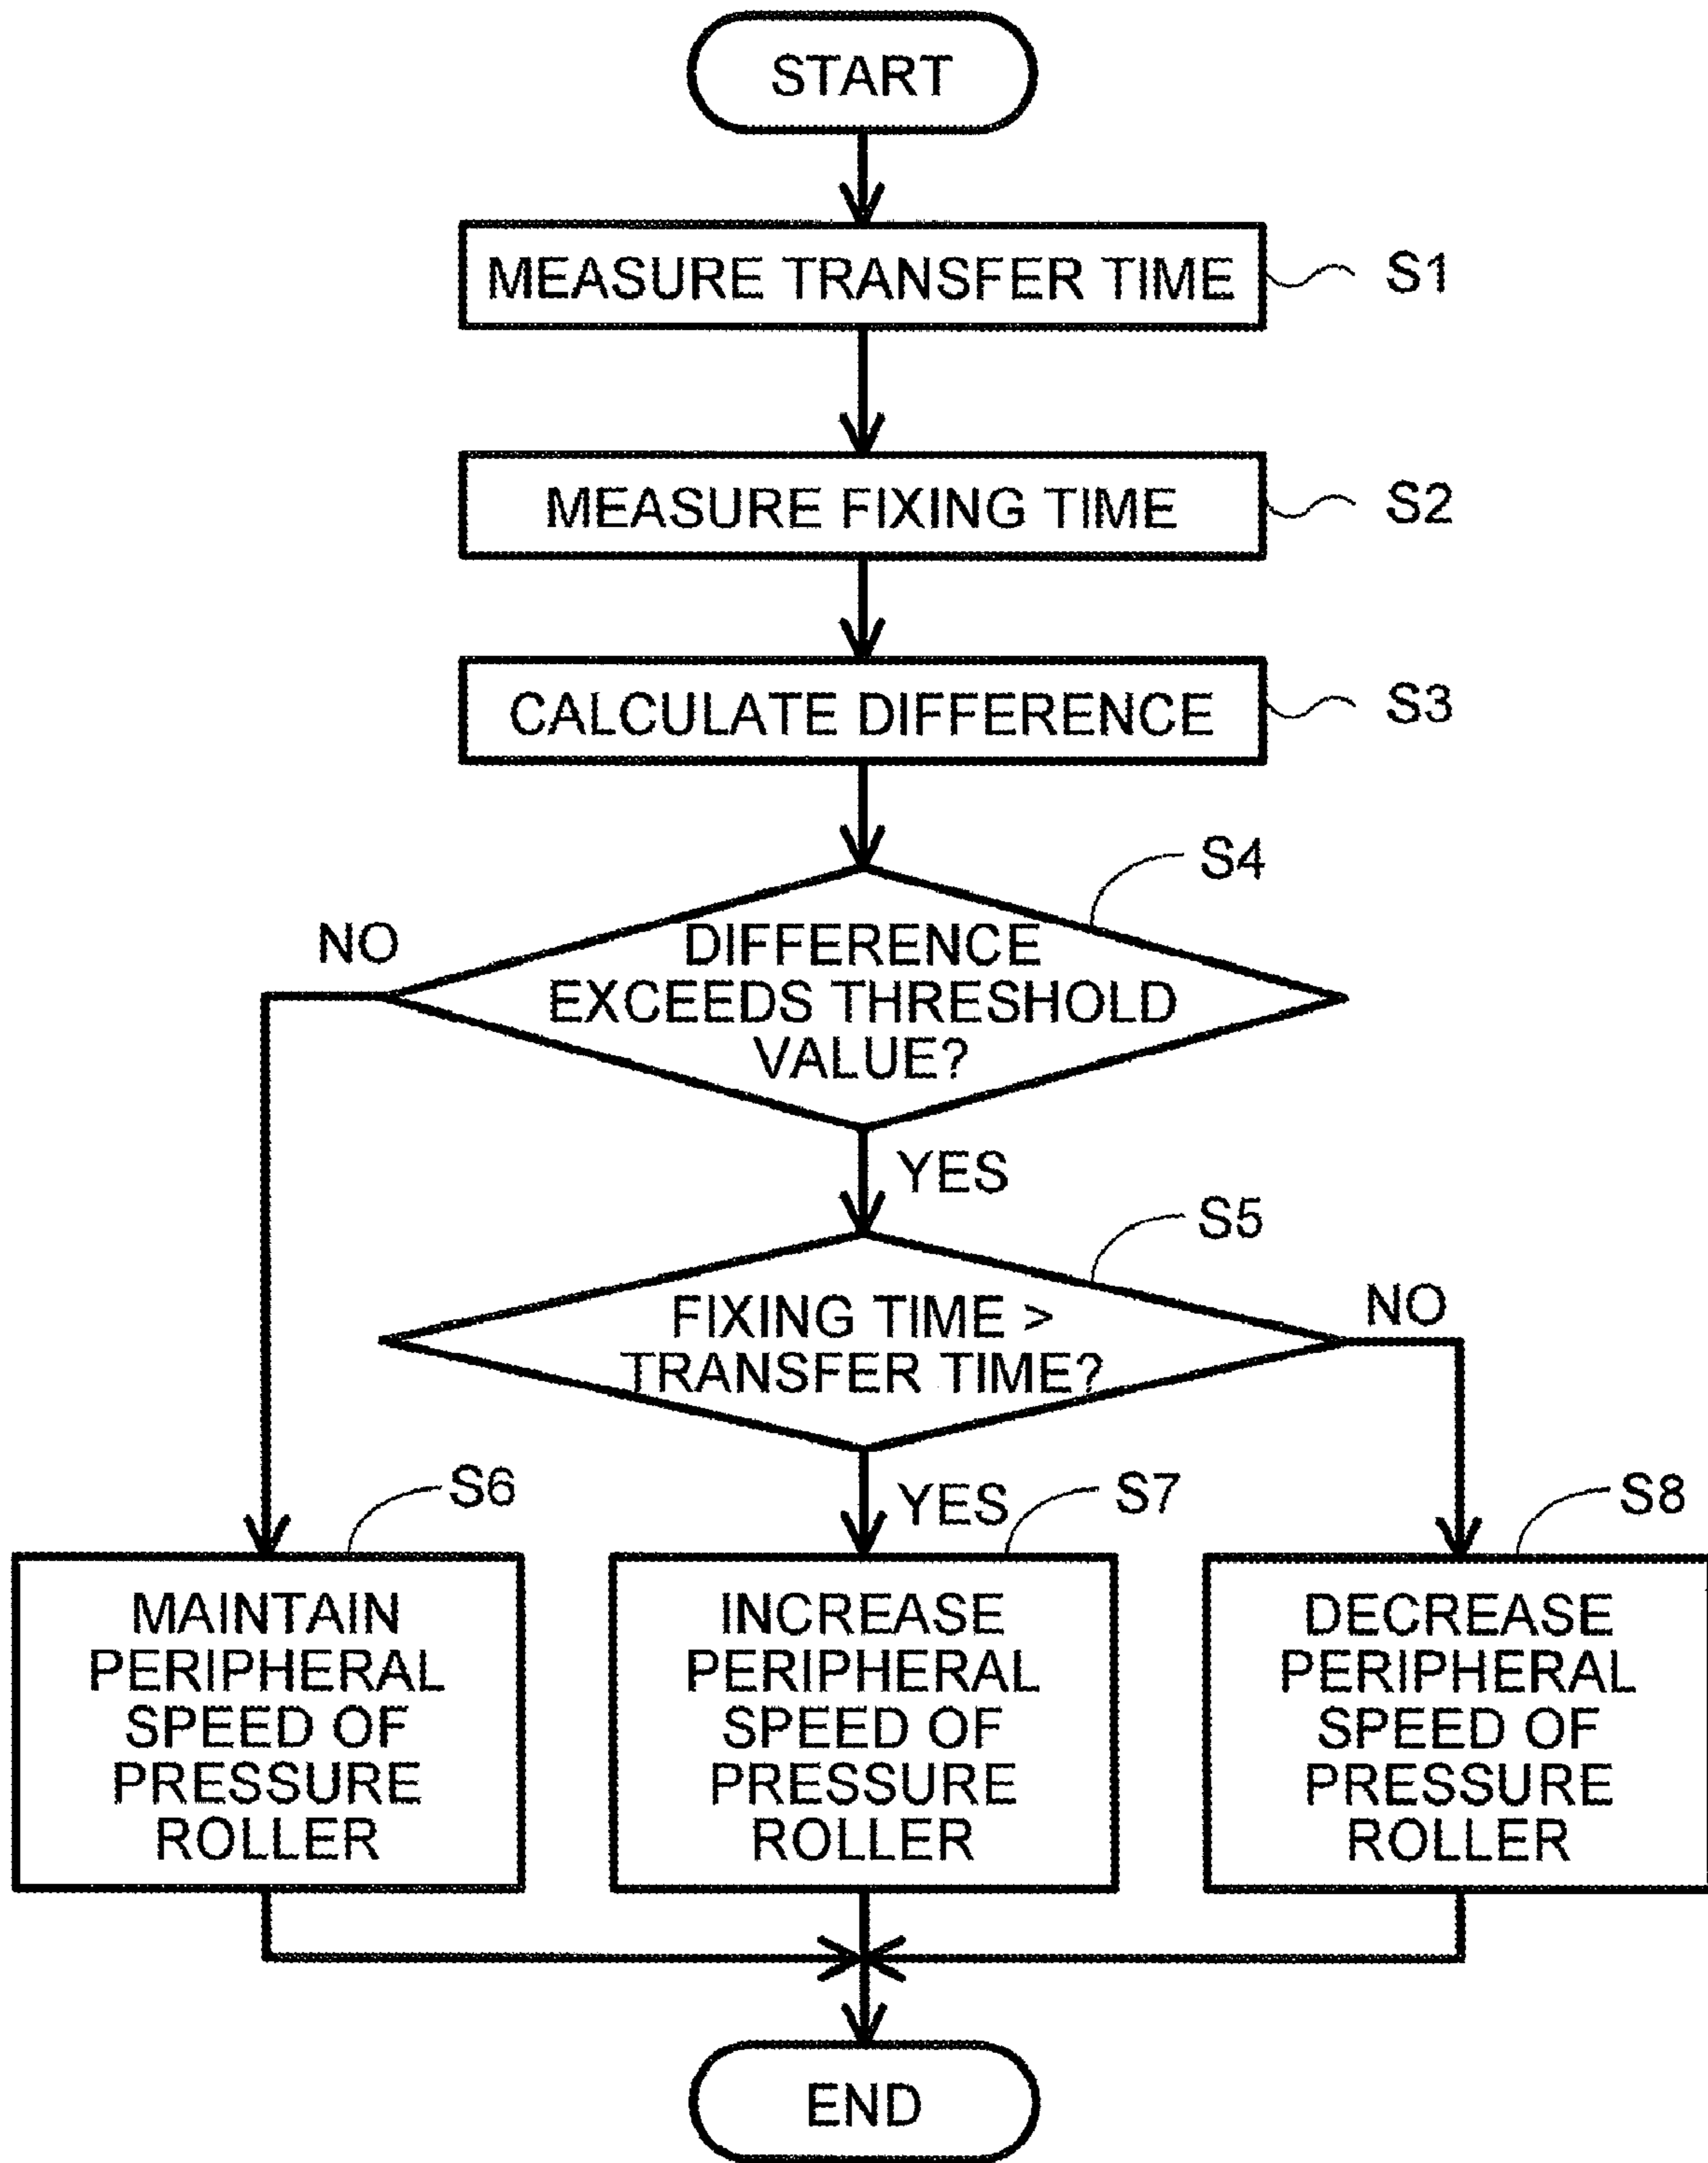 START
MEASURE TRANSFER TIME
S1
MEASURE FIXING TIME
S2
CALCULATE DIFFERENCE
S3
S4
NO
DIFFERENCE
EXCEEDS THRESHOLD
VALUE?
YES
S5
FIXING TIME >
TRANSFER TIME?
NO
YES
S6
MAINTAIN
PERIPHERAL
SPEED OF
PRESSURE
ROLLER
S7
INCREASE
PERIPHERAL
SPEED OF
PRESSURE
ROLLER
S8
DECREASE
PERIPHERAL
SPEED OF
PRESSURE
ROLLER
END